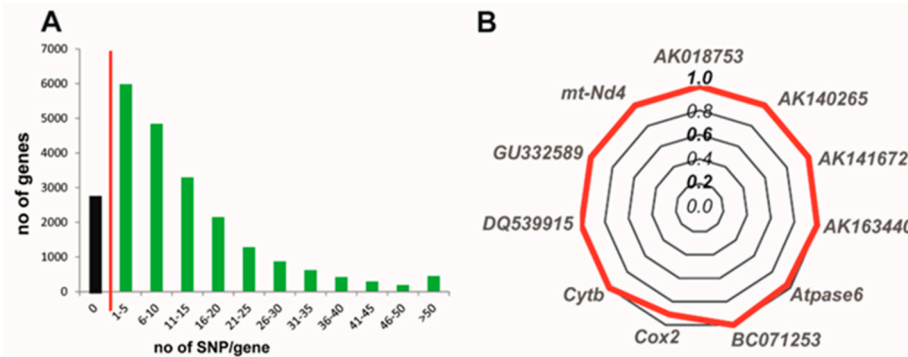 A
no of genes
7000
6000
5000
4000
3000
2000
1000
0
0
1-5
6-10
11-15
16-20
21-25
26-30
31-35
36-40
41-45
46-50
>50
no of SNP/gene
B
AK018753
1.0
0.8
0.6
0.4
0.2
0.0
AK140265
AK141672
AK163440
Atpase6
BC071253
Cox2
Cytb
DQ539915
GU332589
mt-Nd4